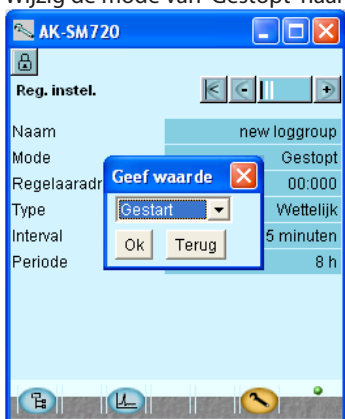 Wijzig de mode van 'Gestopt' naar
AK-SM720
Reg. instel.
Naam new loggroup
Mode Gestopt
Regelaaradr 00:000
Geef waarde
Gestart
Ok Terug
Type Wettelijk
Interval 5 minuten
Periode 8 h